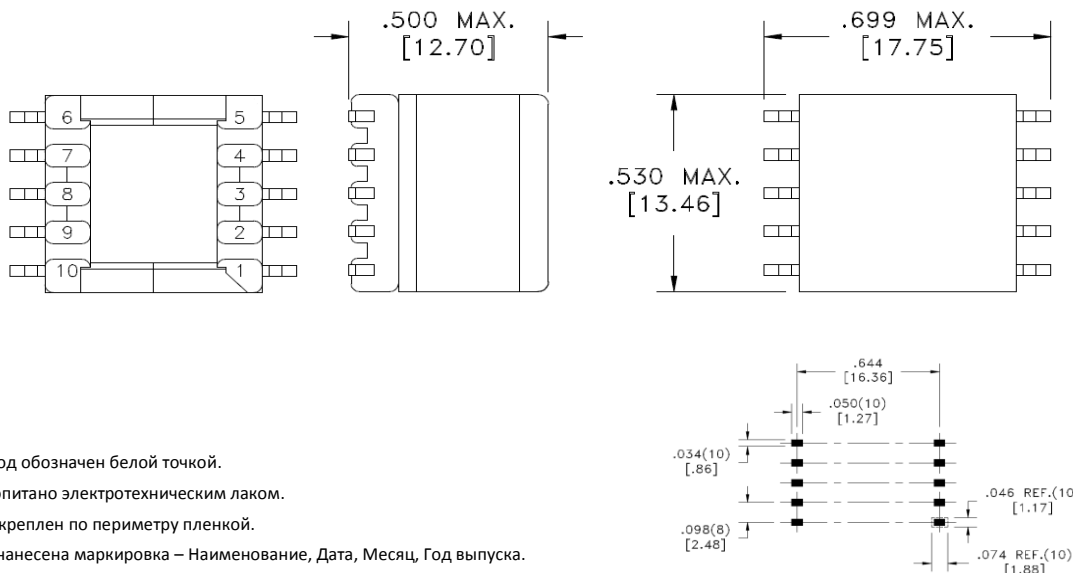 .500 MAX.
[12.70]
.699 MAX.
[17.75]
6 5
7 4
8 3
9 2
10 1
.530 MAX.
[13.46]
.644
[16.36]
.050(10)
[1.27]
.034(10)
[.86]
.046 REF.(10
[1.17]
.098(8)
[2.48]
.074 REF.(10)
[1.88]
од обозначен белой точкой.
опитано электротехническим лаком.
креплен по периметру пленкой.
нанесена маркировка – Наименование, Дата, Месяц, Год выпуска.